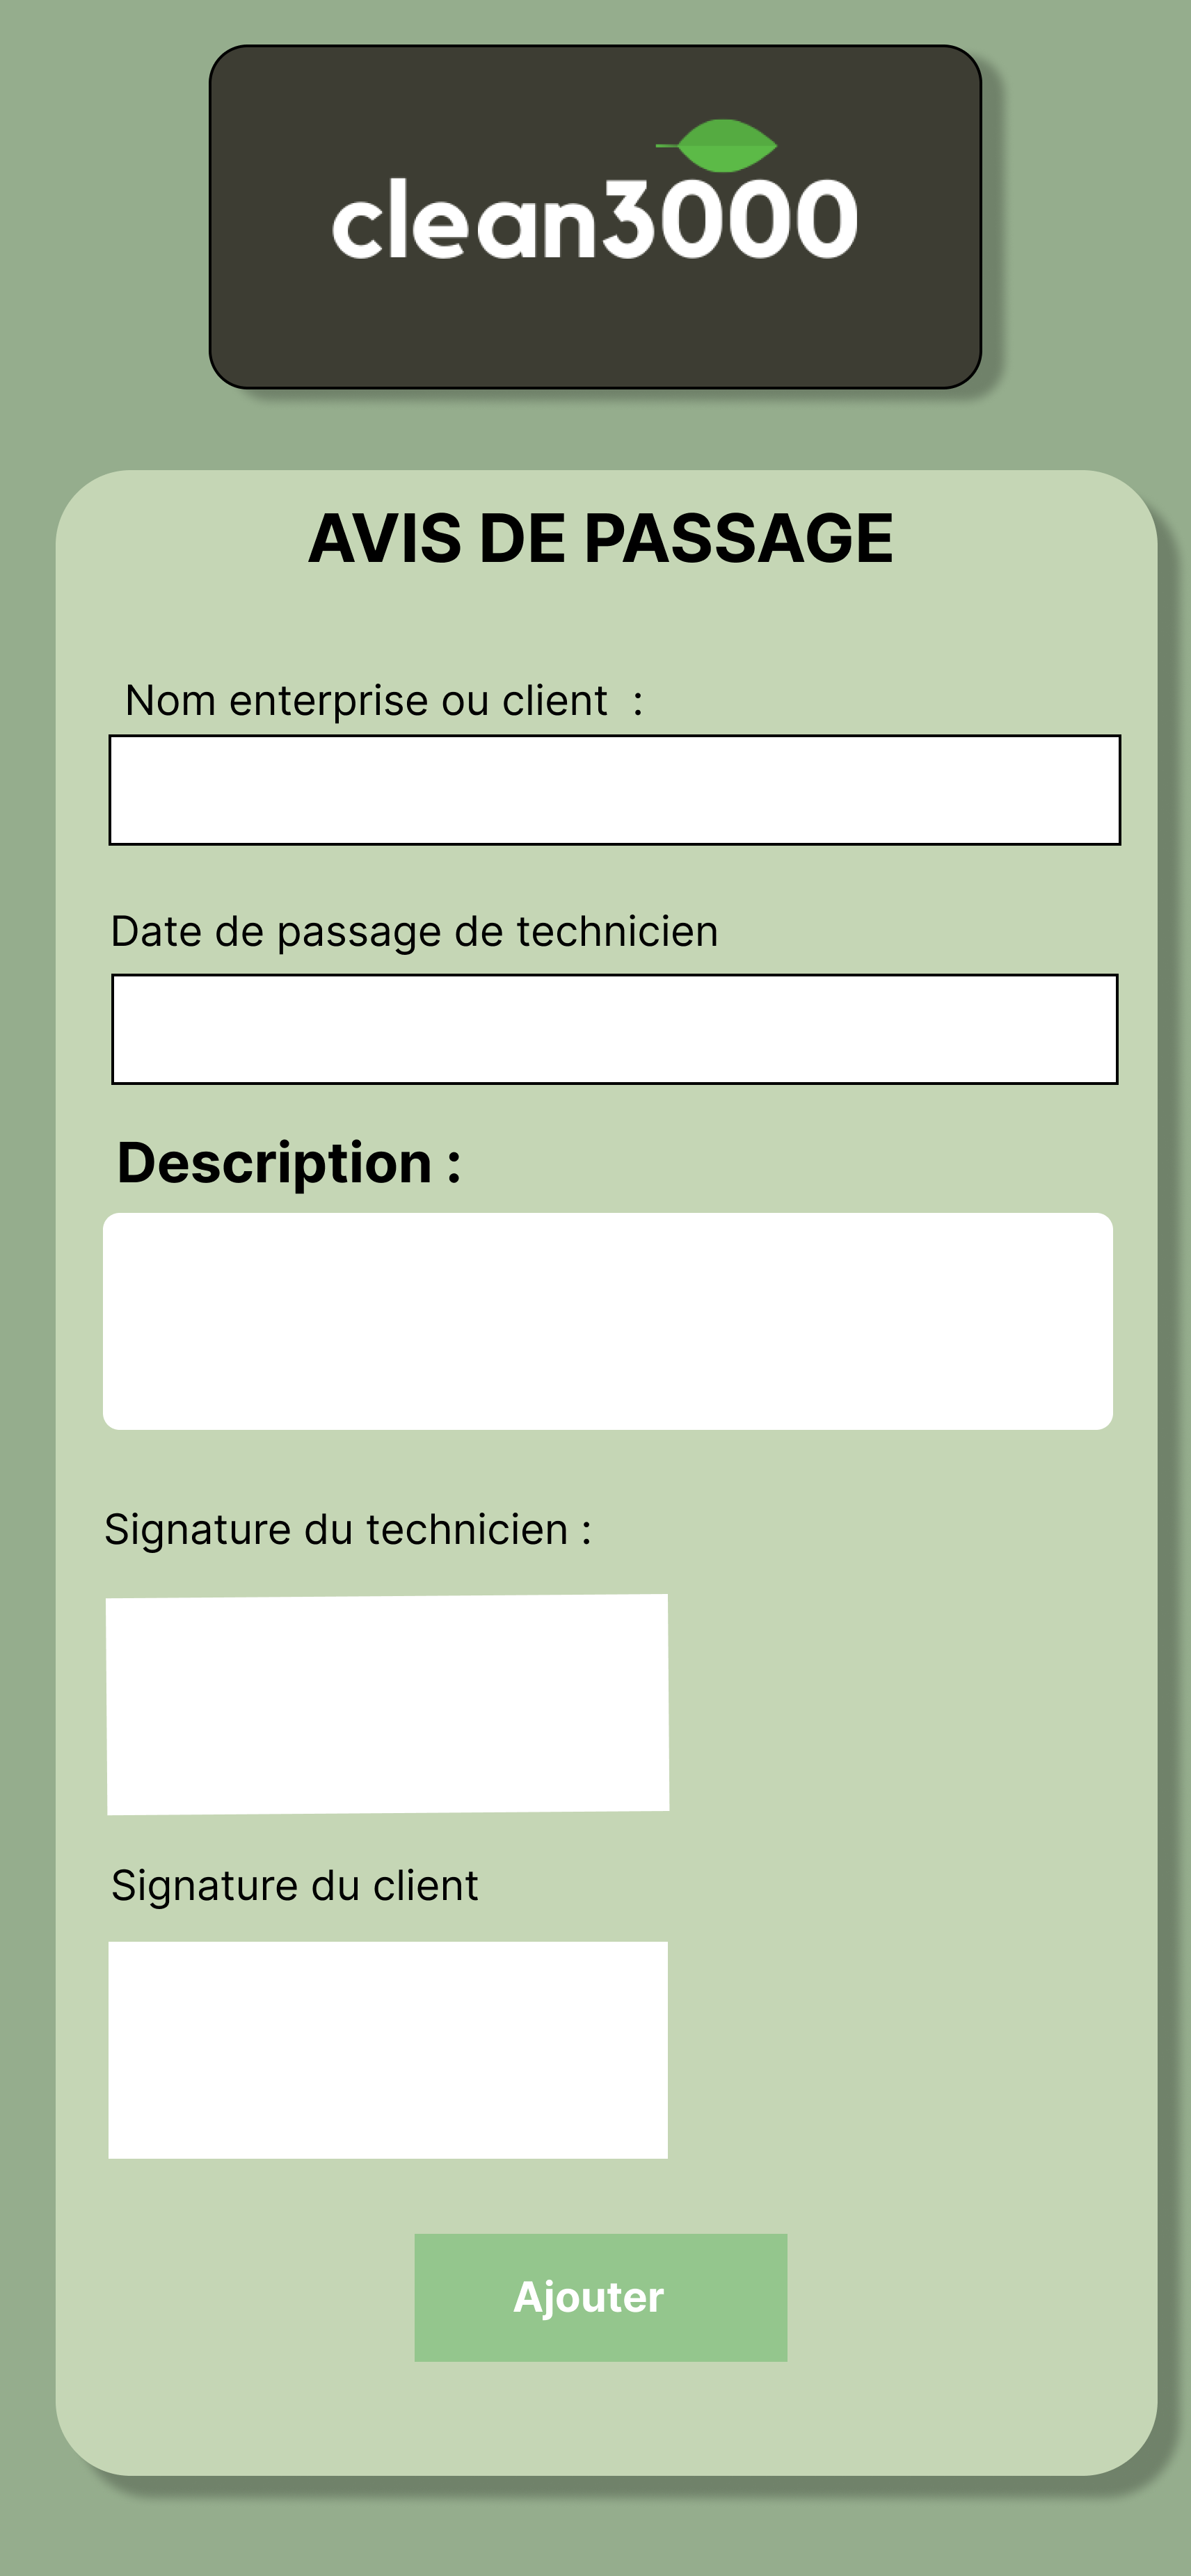 clean3000
AVIS DE PASSAGE
Nom enterprise ou client  :
Date de passage de technicien
Description :
Signature du technicien :
Signature du client
Ajouter